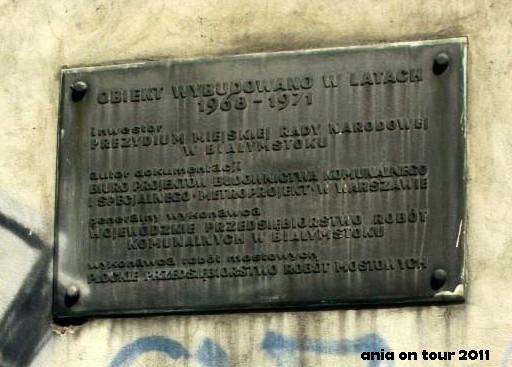 OBIEKT WYBUDOWANO W LATACH
1968-1971
inwestor
PREZYDIUM MIEJSKIEJ RADY NARODOWEJ
W BIAŁYMSTOKU
autor dokumentacji
BIURO PROJEKTÓW BUDOWNICTWA KOMUNALNEGO
I SPECJALNEGO "METROPROJEKT" W WARSZAWIE
generalny wykonawca
WOJEWÓDZKIE PRZEDSIĘBIORSTWO ROBÓT
KOMUNALNYCH W BIAŁYMSTOKU
wykonawca robót mostowych
PŁOCKIE PRZEDSIĘBIORSTWO ROBÓT MOSTOWYCH
ania on tour 2011